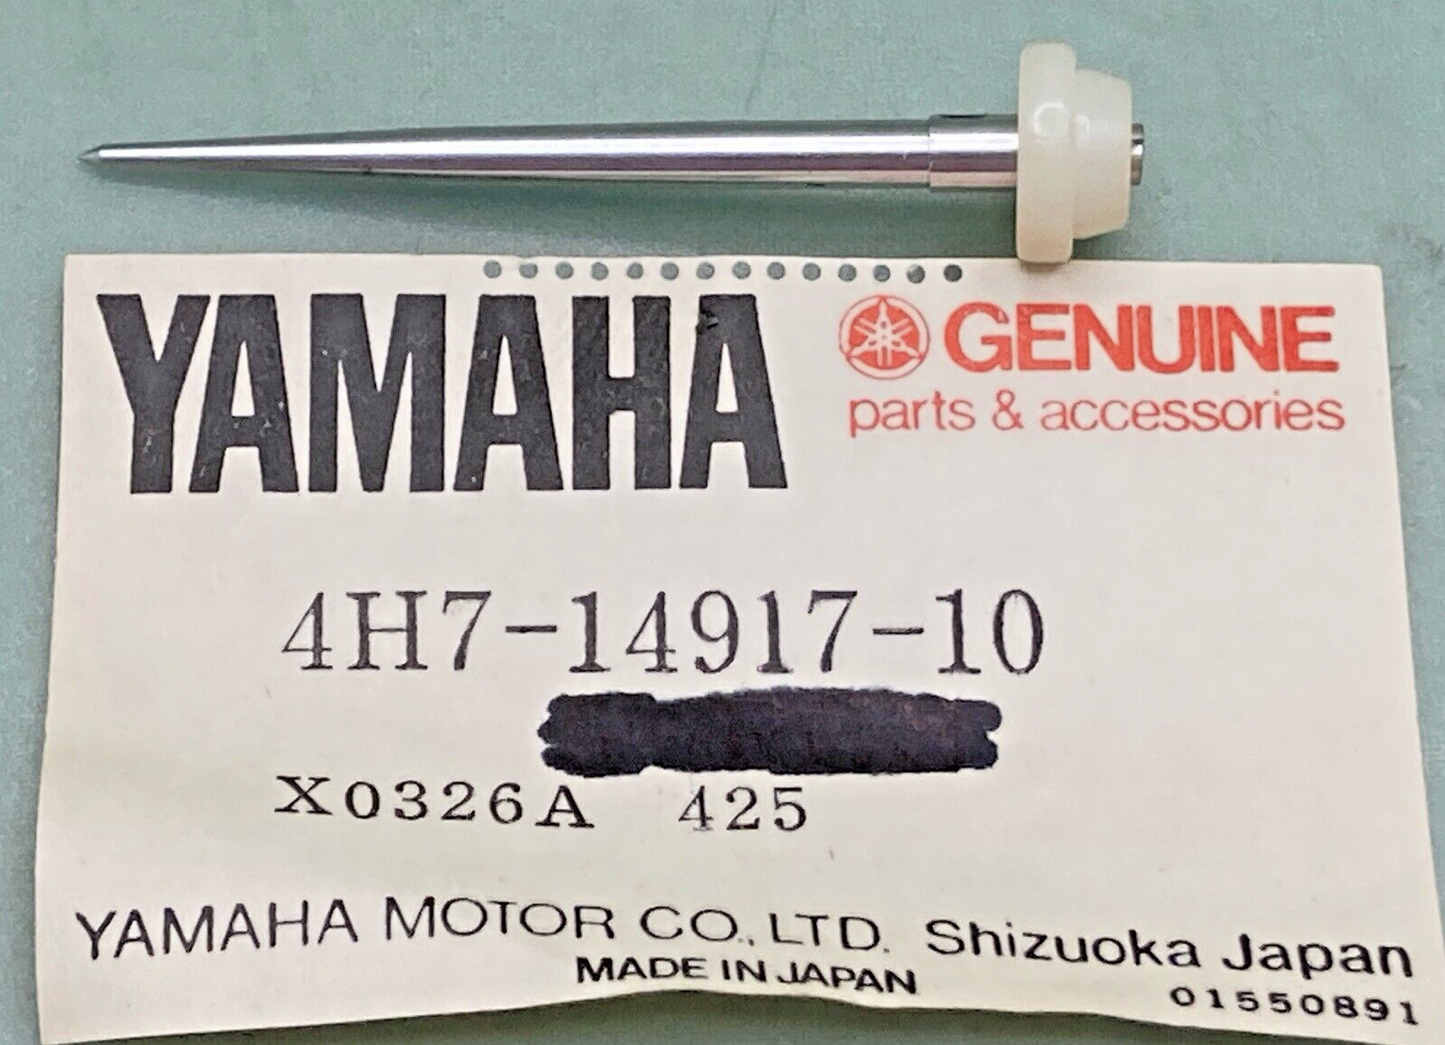 YAMAHA GENUINE
parts & accessories
4H7-14917-10
X0326A 425
YAMAHA MOTOR CO., LTD. Shizuoka Japan
MADE IN JAPAN
01550891